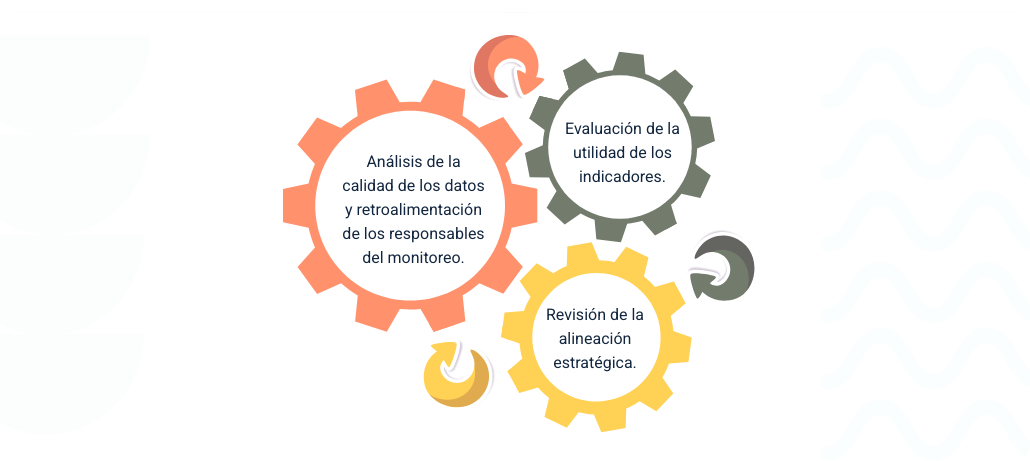 Análisis de la
calidad de los datos
y retroalimentación
de los responsables
del monitoreo.
Evaluación de la
utilidad de los
indicadores.
Revisión de la
alineación
estratégica.